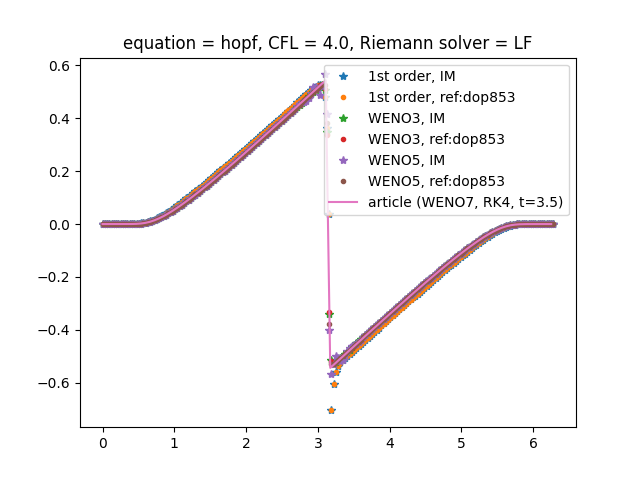 equation = hopf, CFL = 4.0, Riemann solver = LF
0.6
0.4
0.2
0.0
−0.2
−0.4
−0.6
1st order, IM
1st order, ref:dop853
WENO3, IM
WENO3, ref:dop853
WENO5, IM
WENO5, ref:dop853
article (WENO7, RK4, t=3.5)
0 1 2 3 4 5 6